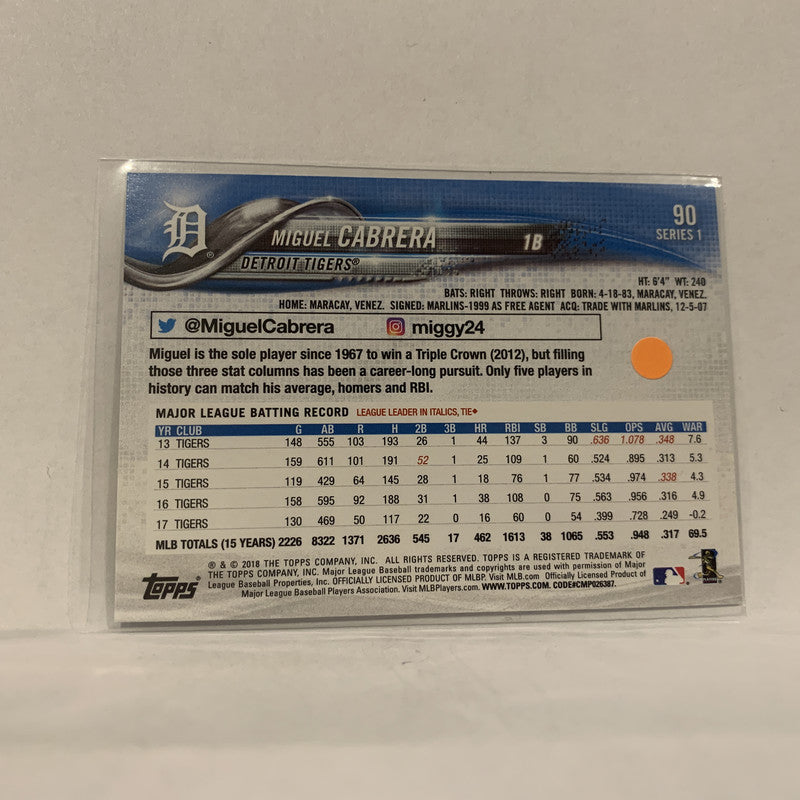 D
MIGUEL CABRERA 1B
DETROIT TIGERS®
90
SERIES 1
HT: 6'4" WT: 240
BATS: RIGHT THROWS: RIGHT BORN: 4-18-83, MARACAY, VENEZ.
HOME: MARACAY, VENEZ. SIGNED: MARLINS-1999 AS FREE AGENT ACQ: TRADE WITH MARLINS, 12-5-07
@MiguelCabrera miggy24
Miguel is the sole player since 1967 to win a Triple Crown (2012), but filling
those three stat columns has been a career-long pursuit. Only five players in
history can match his average, homers and RBI.
MAJOR LEAGUE BATTING RECORD LEAGUE LEADER IN ITALICS, TIE♦
YR CLUB G AB R H 2B 3B HR RBI SB BB SLG OPS AVG WAR
13 TIGERS 148 555 103 193 26 1 44 137 3 90 .636 1.078 .348 7.6
14 TIGERS 159 611 101 191 52 1 25 109 1 60 .524 .895 .313 5.3
15 TIGERS 119 429 64 145 28 1 18 76 1 77 .534 .974 .338 4.3
16 TIGERS 158 595 92 188 31 1 38 108 0 75 .563 .956 .316 4.9
17 TIGERS 130 469 50 117 22 0 16 60 0 54 .399 .728 .249 -0.2
MLB TOTALS (15 YEARS) 2226 8322 1371 2636 545 17 462 1613 38 1065 .553 .948 .317 69.5
Topps
® & © 2018 THE TOPPS COMPANY, INC. ALL RIGHTS RESERVED. TOPPS IS A REGISTERED TRADEMARK OF
THE TOPPS COMPANY, INC. Major League Baseball trademarks and copyrights are used with permission of Major
League Baseball Properties, Inc. OFFICIALLY LICENSED PRODUCT OF MLBP. Visit MLB.com Officially Licensed Product of
Major League Baseball Players Association. Visit MLBPlayers.com. WWW.TOPPS.COM. CODE#CMP026387.